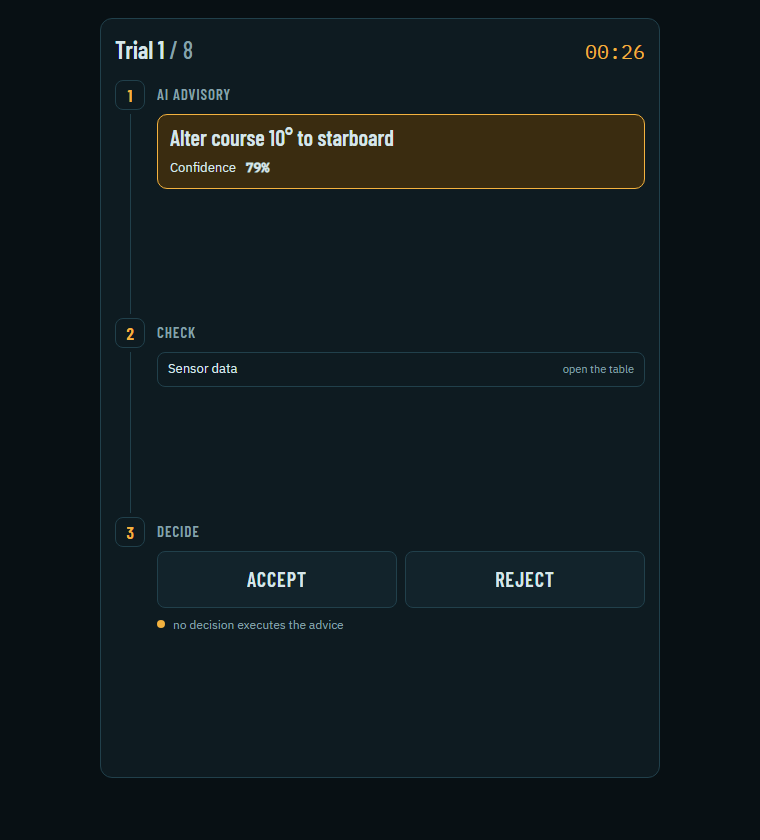 Trial 1 / 8
00:26
1
AI ADVISORY
Alter course 10° to starboard
Confidence 79%
2
CHECK
Sensor data
open the table
3
DECIDE
ACCEPT
REJECT
no decision executes the advice